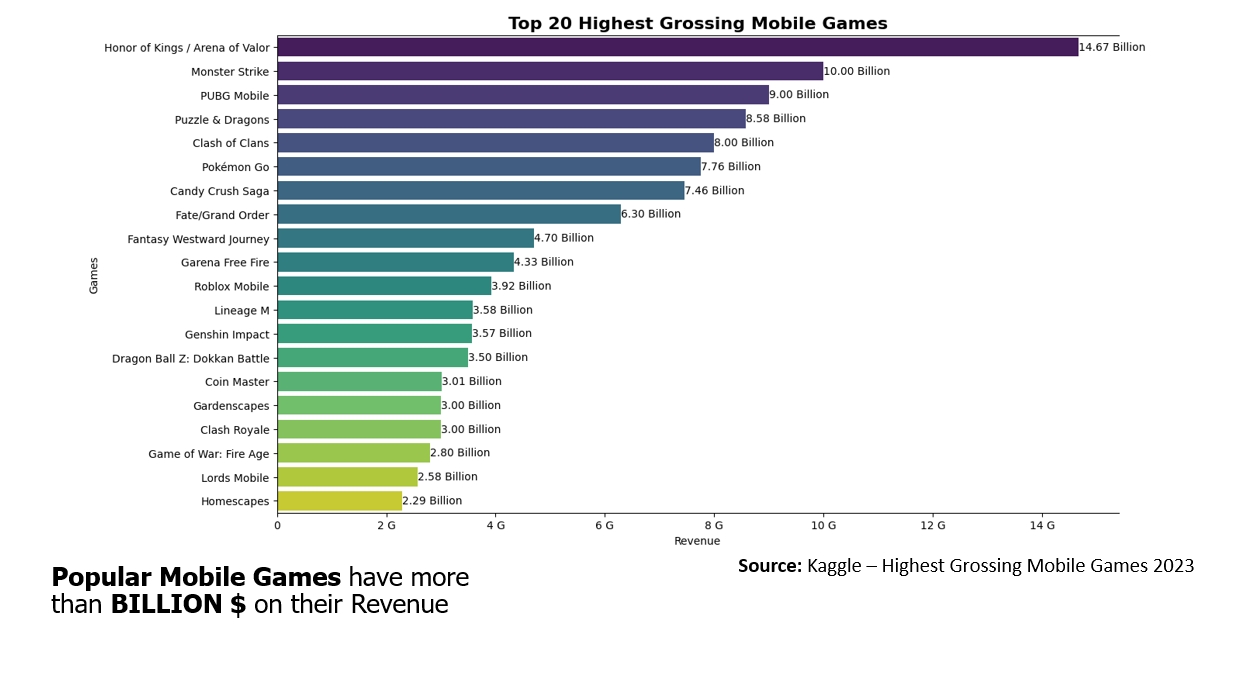 Top 20 Highest Grossing Mobile Games
Honor of Kings / Arena of Valor 14.67 Billion
Monster Strike 10.00 Billion
PUBG Mobile 9.00 Billion
Puzzle & Dragons 8.58 Billion
Clash of Clans 8.00 Billion
Pokémon Go 7.76 Billion
Candy Crush Saga 7.46 Billion
Fate/Grand Order 6.30 Billion
Fantasy Westward Journey 4.70 Billion
Garena Free Fire 4.33 Billion
Roblox Mobile 3.92 Billion
Lineage M 3.58 Billion
Genshin Impact 3.57 Billion
Dragon Ball Z: Dokkan Battle 3.50 Billion
Coin Master 3.01 Billion
Gardenscapes 3.00 Billion
Clash Royale 3.00 Billion
Game of War: Fire Age 2.80 Billion
Lords Mobile 2.58 Billion
Homescapes 2.29 Billion
Games
0 2 G 4 G 6 G 8 G 10 G 12 G 14 G
Revenue
Source: Kaggle – Highest Grossing Mobile Games 2023
Popular Mobile Games have more
than BILLION $ on their Revenue